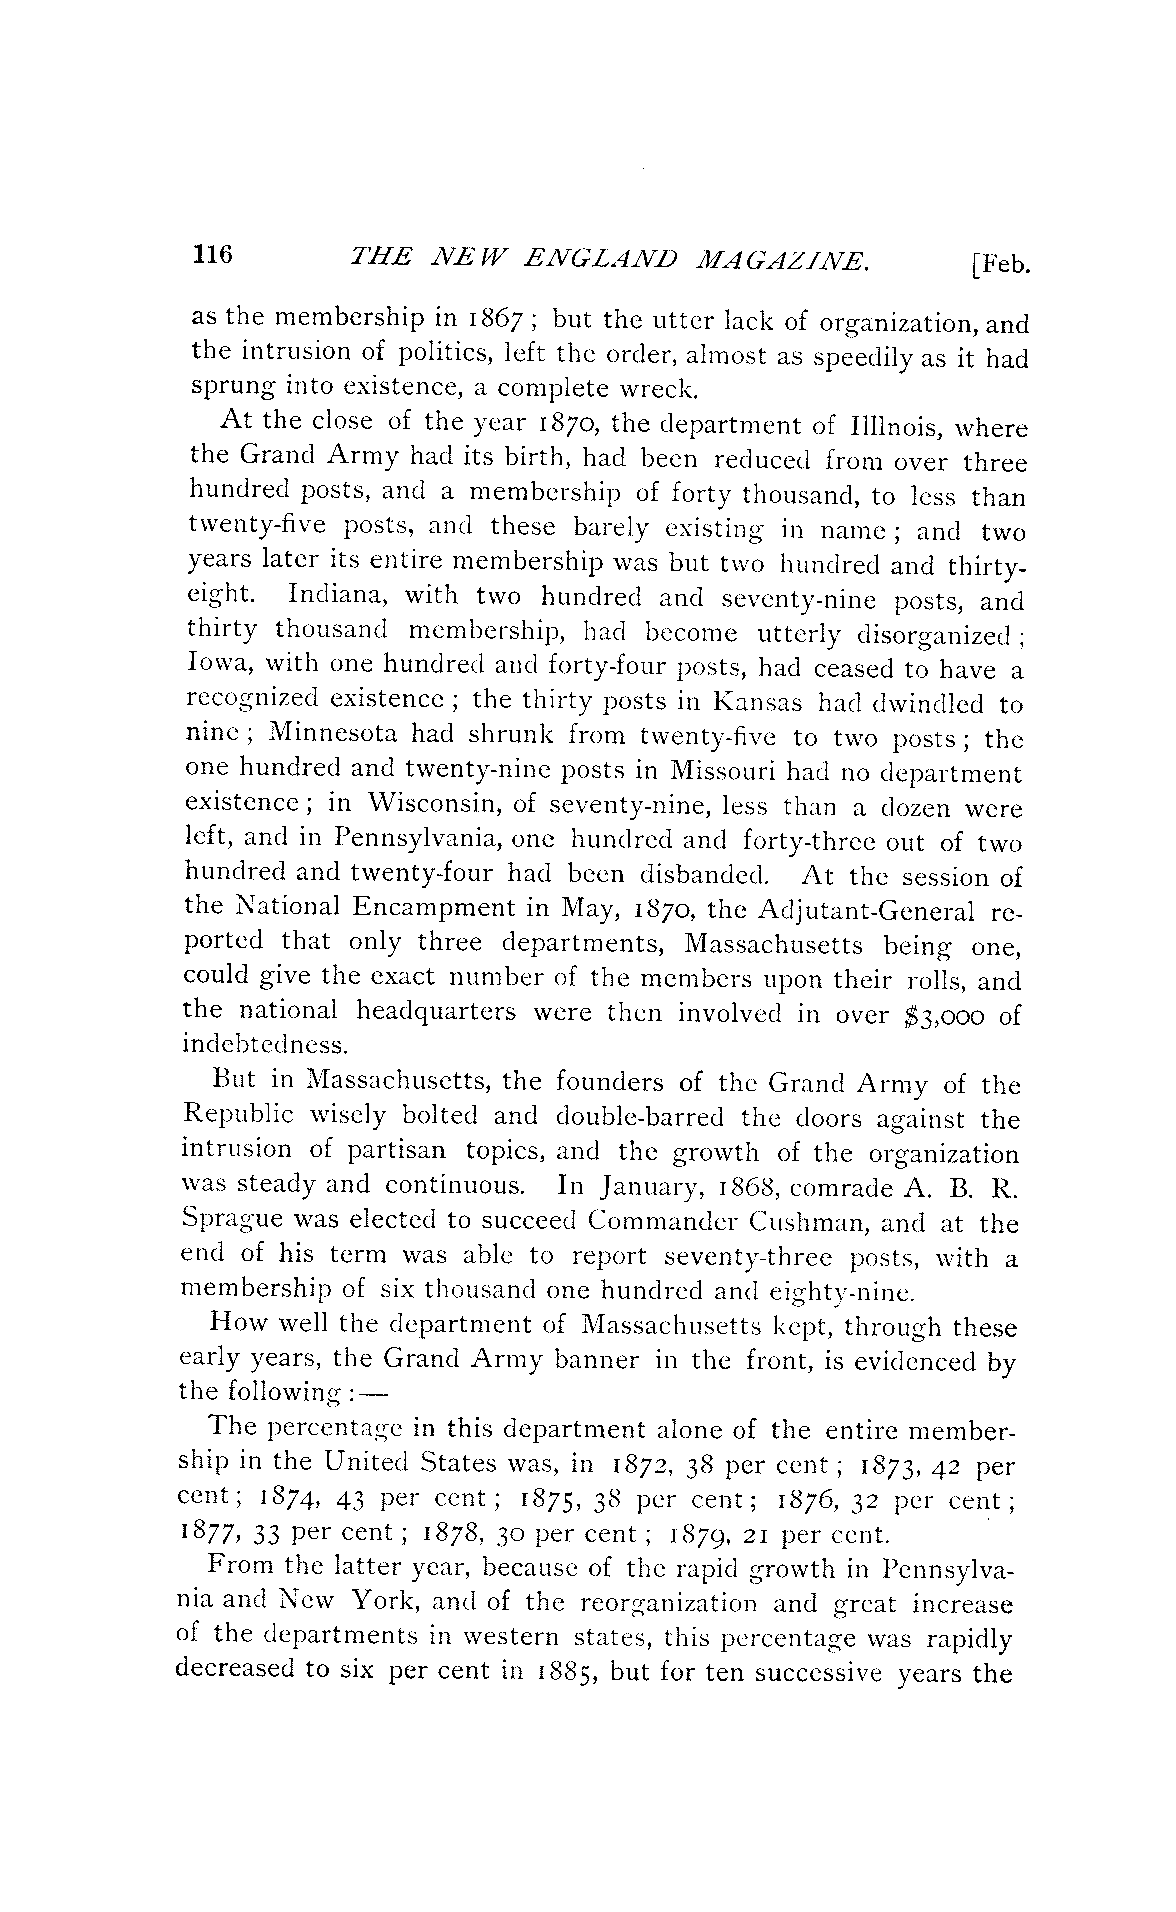 116 THE NEW ENGLAND MAGAZINE. [Feb.
as the membership in 1867 ; but the utter lack of organization, and
the intrusion of politics, left the order, almost as speedily as it had
sprung into existence, a complete wreck.
At the close of the year 1870, the department of Illlnois, where
the Grand Army had its birth, had been reduced from over three
hundred posts, and a membership of forty thousand, to less than
twenty-five posts, and these barely existing in name ; and two
years later its entire membership was but two hundred and thirty-
eight. Indiana, with two hundred and seventy-nine posts, and
thirty thousand membership, had become utterly disorganized ;
Iowa, with one hundred and forty-four posts, had ceased to have a
recognized existence ; the thirty posts in Kansas had dwindled to
nine ; Minnesota had shrunk from twenty-five to two posts ; the
one hundred and twenty-nine posts in Missouri had no department
existence ; in Wisconsin, of seventy-nine, less than a dozen were
left, and in Pennsylvania, one hundred and forty-three out of two
hundred and twenty-four had been disbanded. At the session of
the National Encampment in May, 1870, the Adjutant-General re-
ported that only three departments, Massachusetts being one,
could give the exact number of the members upon their rolls, and
the national headquarters were then involved in over $3,000 of
indebtedness.
But in Massachusetts, the founders of the Grand Army of the
Republic wisely bolted and double-barred the doors against the
intrusion of partisan topics, and the growth of the organization
was steady and continuous. In January, 1868, comrade A. B. R.
Sprague was elected to succeed Commander Cushman, and at the
end of his term was able to report seventy-three posts, with a
membership of six thousand one hundred and eighty-nine.
How well the department of Massachusetts kept, through these
early years, the Grand Army banner in the front, is evidenced by
the following :—
The percentage in this department alone of the entire member-
ship in the United States was, in 1872, 38 per cent ; 1873, 42 per
cent ; 1874, 43 per cent ; 1875, 38 per cent ; 1876, 32 per cent ;
1877, 33 per cent ; 1878, 30 per cent ; 1879, 21 per cent.
From the latter year, because of the rapid growth in Pennsylva-
nia and New York, and of the reorganization and great increase
of the departments in western states, this percentage was rapidly
decreased to six per cent in 1885, but for ten successive years the